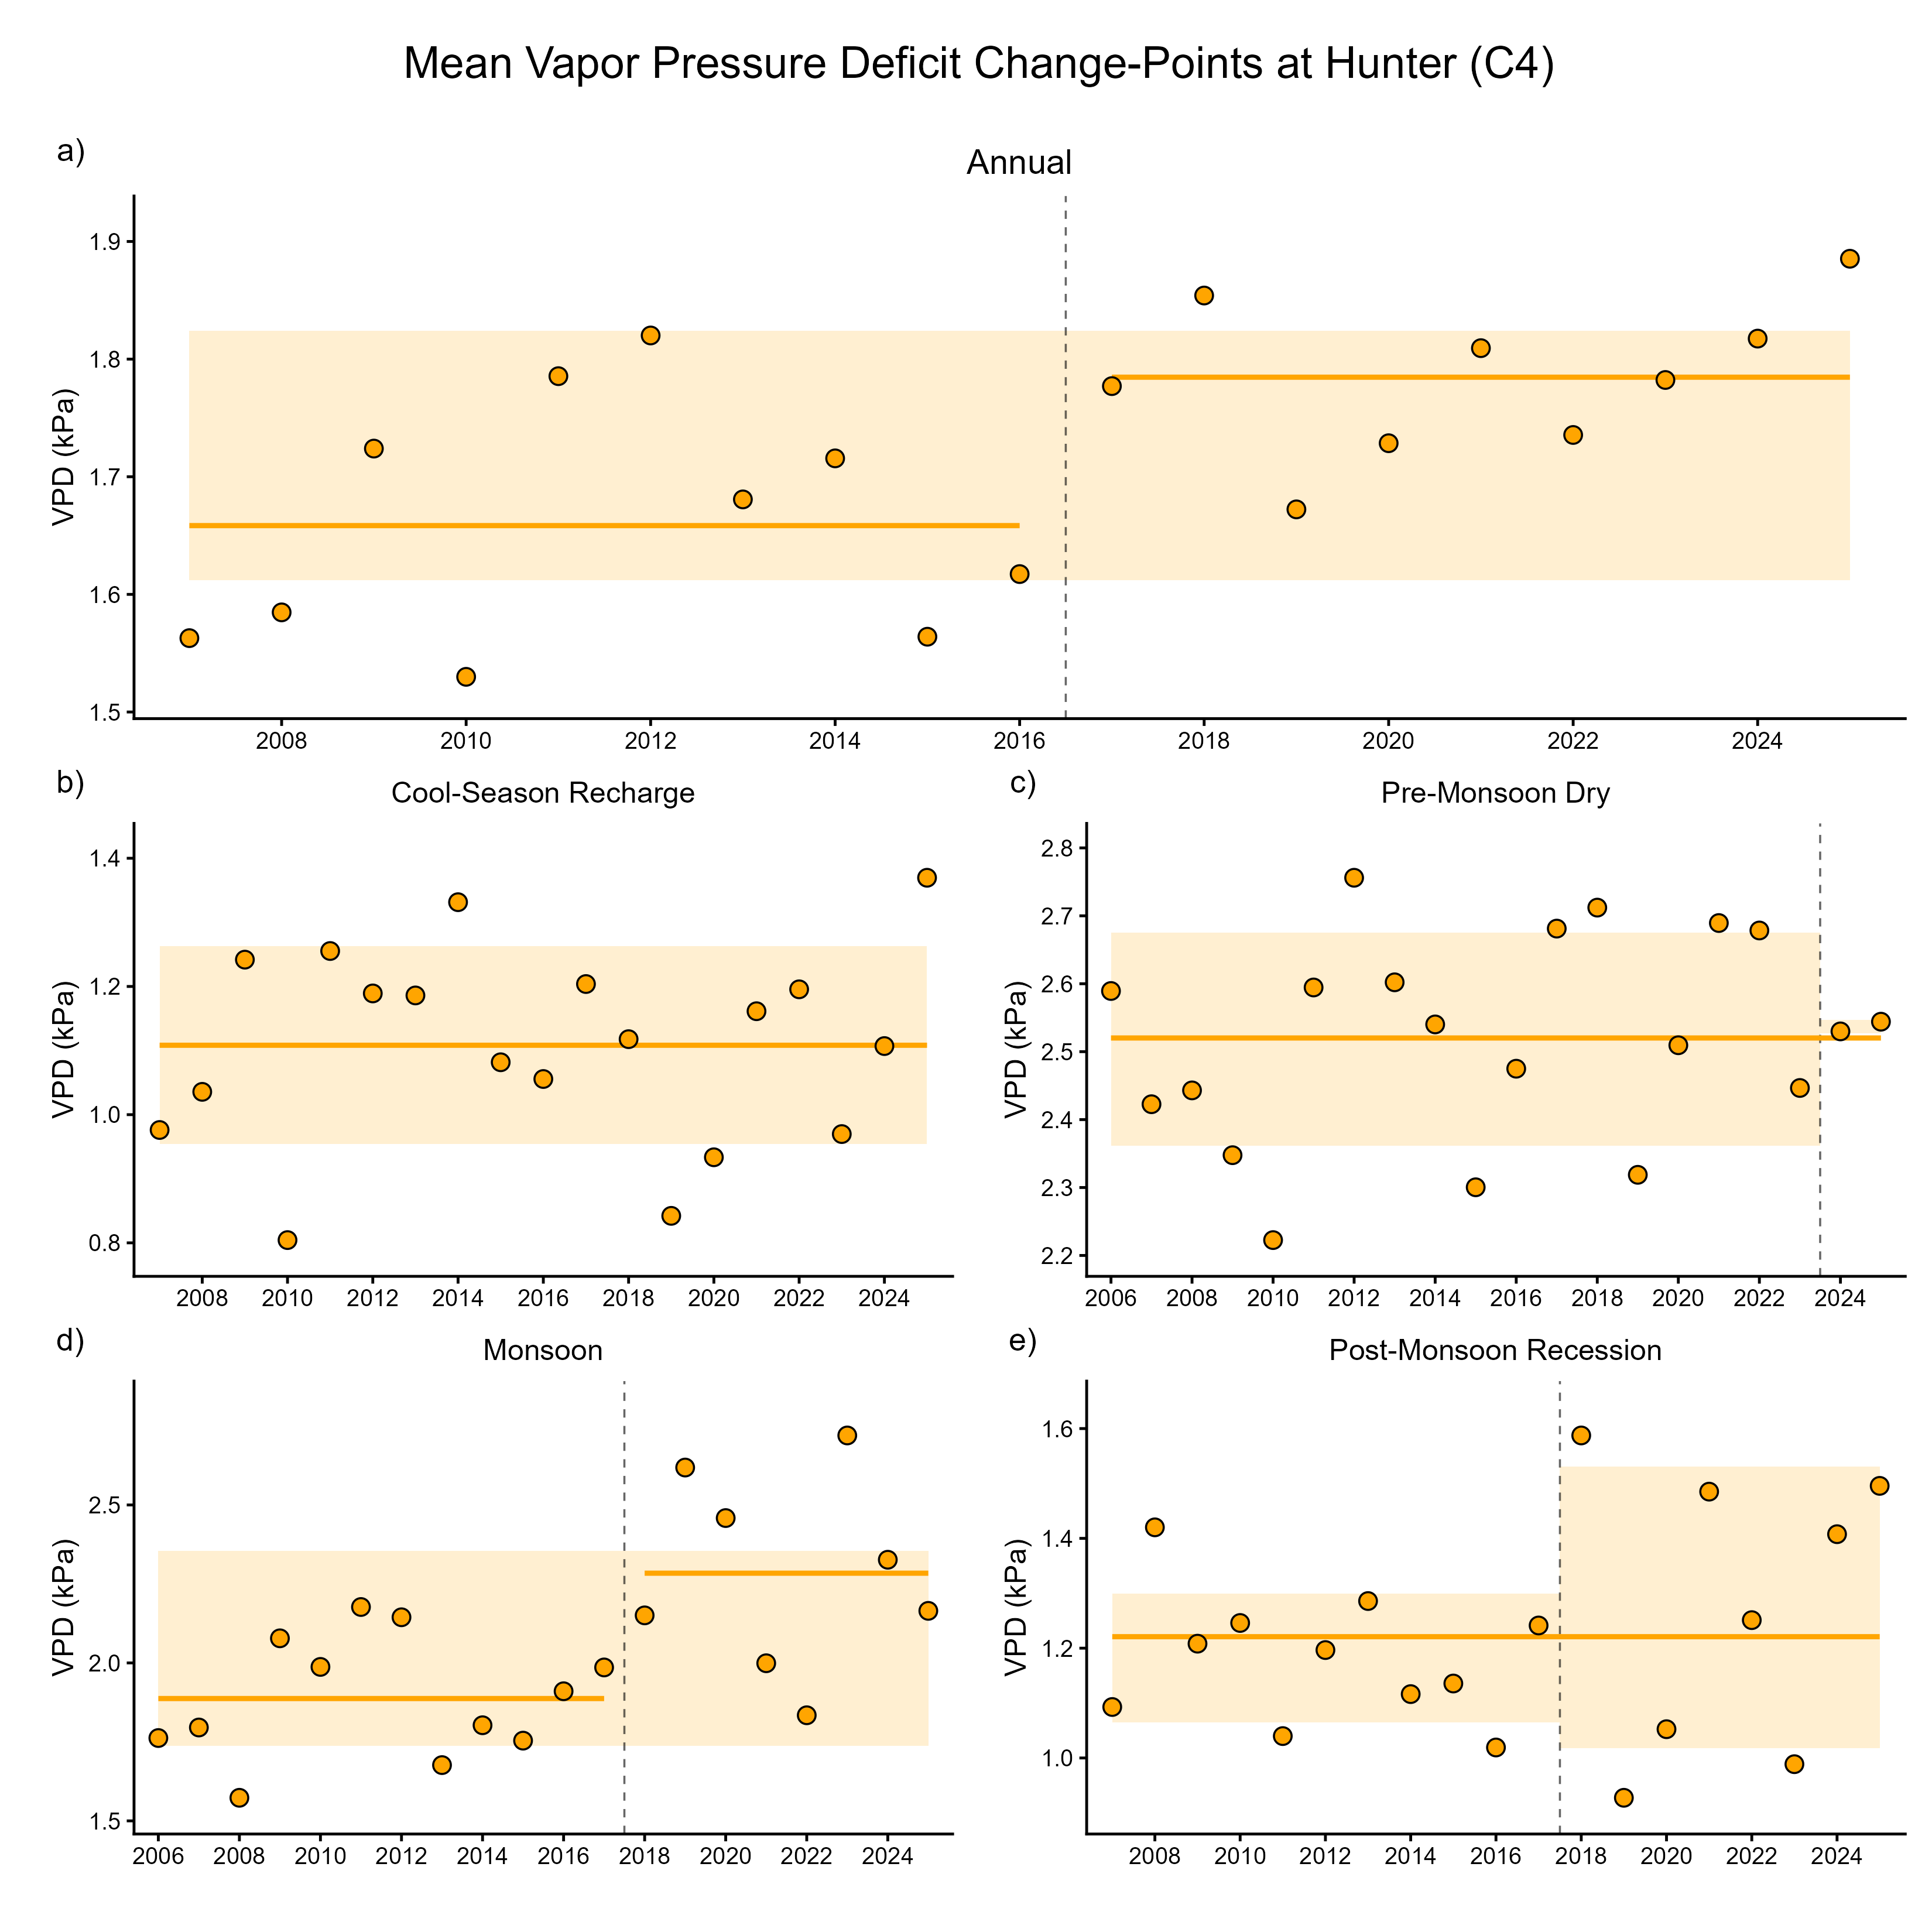 Mean Vapor Pressure Deficit Change-Points at Hunter (C4)
a)
Annual
VPD (kPa)
1.9
1.8
1.7
1.6
1.5
2008 2010 2012 2014 2016 2018 2020 2022 2024
b)
Cool-Season Recharge
VPD (kPa)
1.4
1.2
1.0
0.8
2008 2010 2012 2014 2016 2018 2020 2022 2024
c)
Pre-Monsoon Dry
VPD (kPa)
2.8
2.7
2.6
2.5
2.4
2.3
2.2
2006 2008 2010 2012 2014 2016 2018 2020 2022 2024
d)
Monsoon
VPD (kPa)
2.5
2.0
1.5
2006 2008 2010 2012 2014 2016 2018 2020 2022 2024
e)
Post-Monsoon Recession
VPD (kPa)
1.6
1.4
1.2
1.0
2008 2010 2012 2014 2016 2018 2020 2022 2024